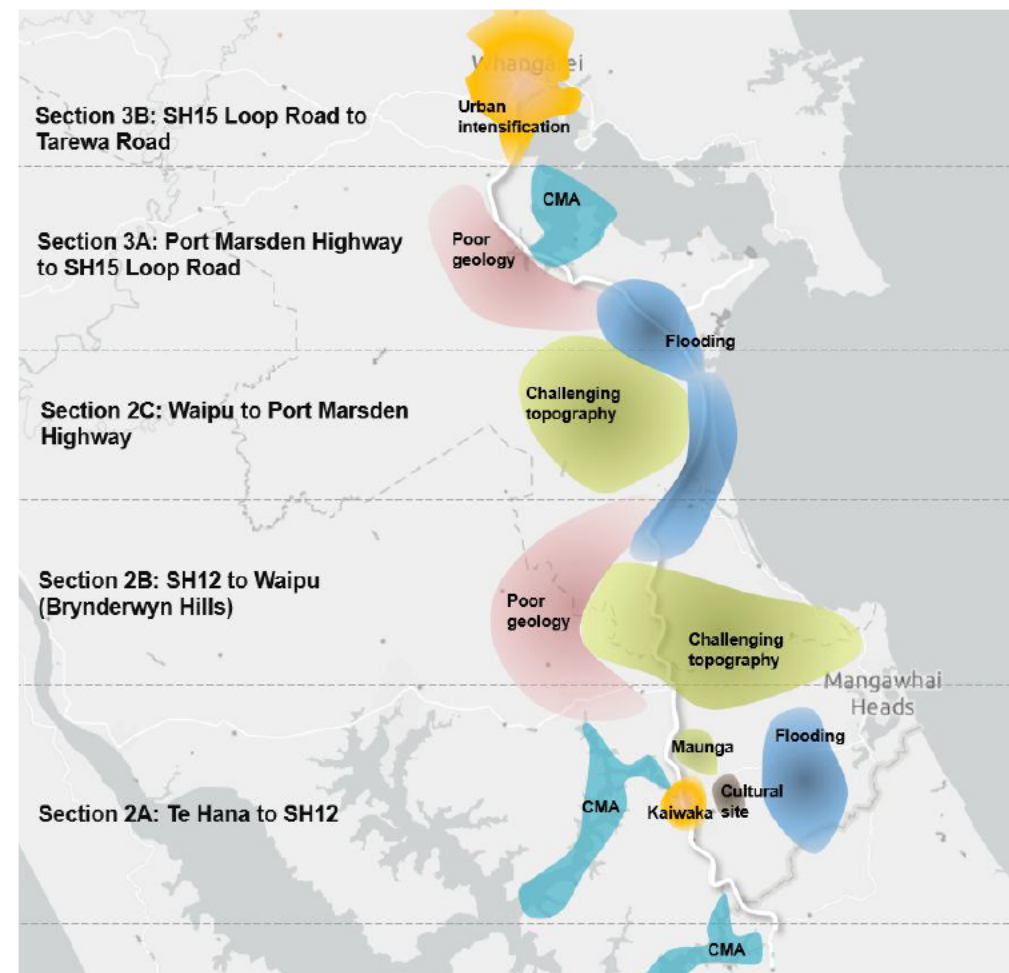 Whangārei
Section 3B: SH15 Loop Road to
Tarewa Road
Urban
intensification
CMA
Section 3A: Port Marsden Highway
to SH15 Loop Road
Poor
geology
Flooding
Section 2C: Waipu to Port Marsden
Highway
Challenging
topography
Section 2B: SH12 to Waipu
(Brynderwyn Hills)
Poor
geology
Challenging
topography
Mangawhai
Heads
Maunga
Flooding
Section 2A: Te Hana to SH12
CMA
Kaiwaka
Cultural
site
CMA